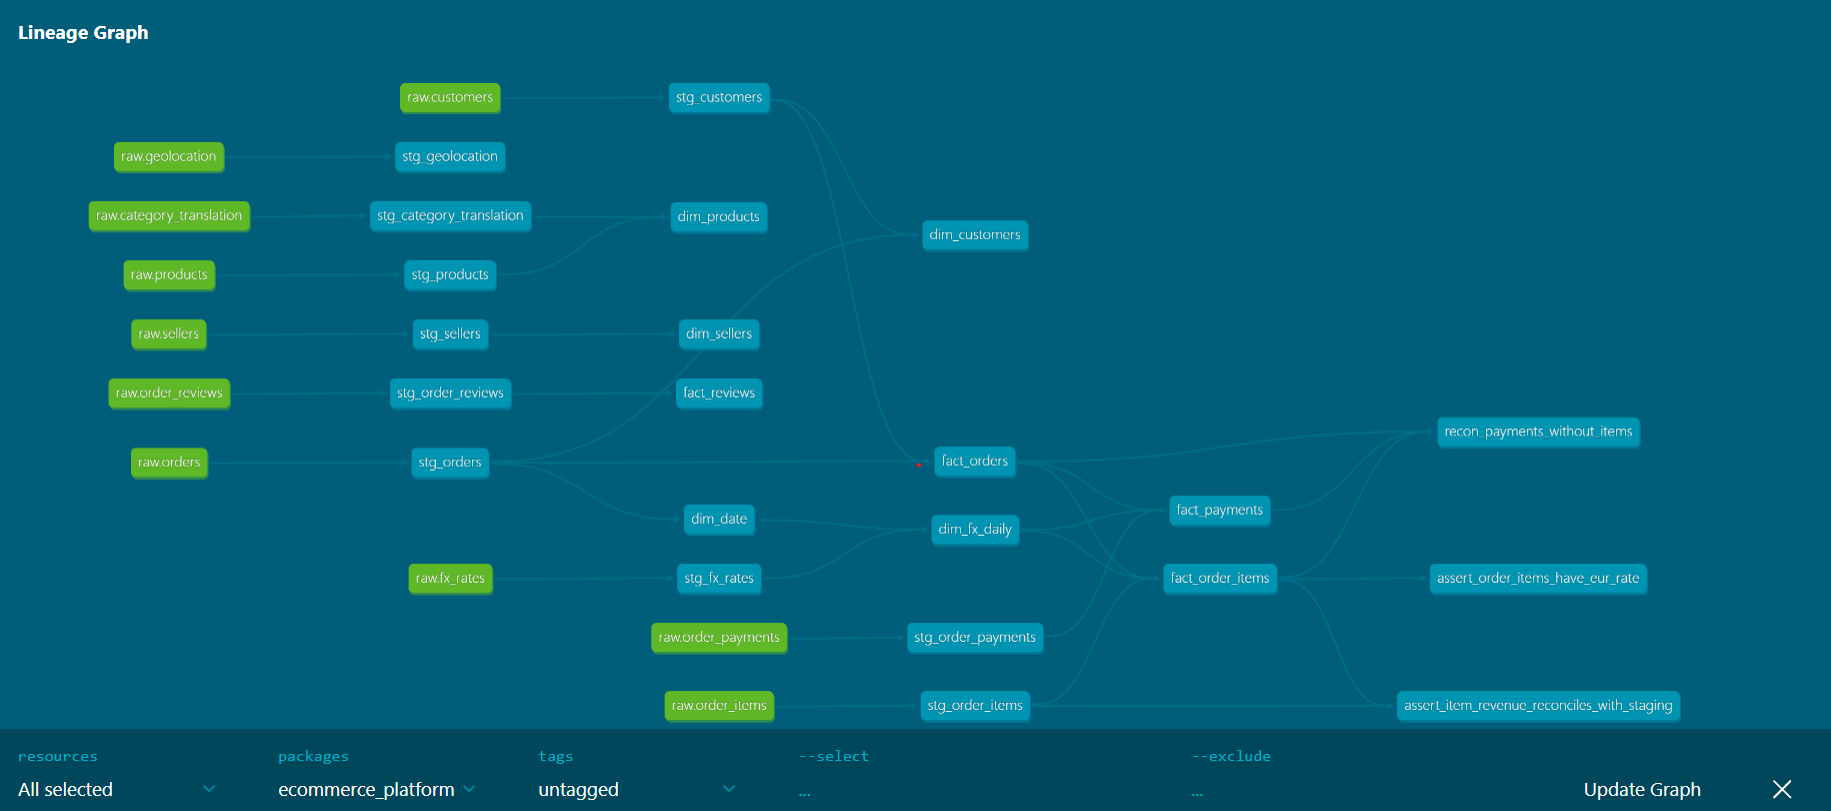 Lineage Graph
raw.customers
stg_customers
raw.geolocation
stg_geolocation
raw.category_translation
stg_category_translation
dim_products
dim_customers
raw.products
stg_products
raw.sellers
stg_sellers
dim_sellers
raw.order_reviews
stg_order_reviews
fact_reviews
recon_payments_without_items
raw.orders
stg_orders
fact_orders
fact_payments
dim_date
dim_fx_daily
raw.fx_rates
stg_fx_rates
fact_order_items
assert_order_items_have_eur_rate
raw.order_payments
stg_order_payments
raw.order_items
stg_order_items
assert_item_revenue_reconciles_with_staging
resources
packages
tags
--select
--exclude
All selected
ecommerce_platform
untagged
...
...
Update Graph